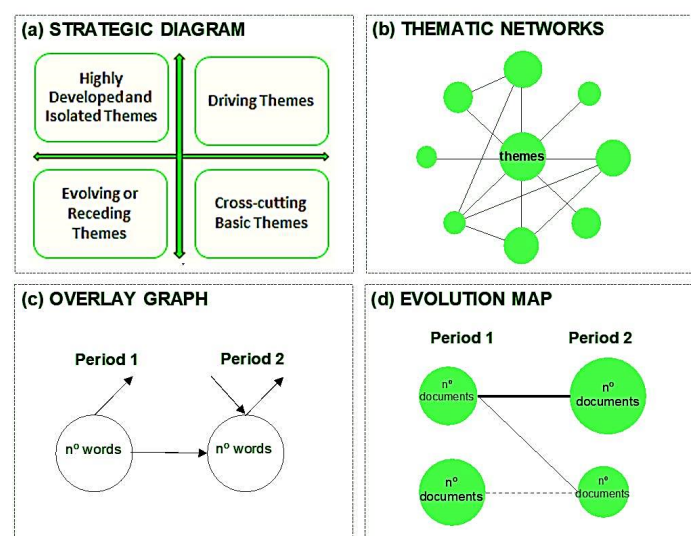 (a) STRATEGIC DIAGRAM
Highly
Developed and
Isolated Themes
Driving Themes
Evolving or
Receding
Themes
Cross-cutting
Basic Themes
(b) THEMATIC NETWORKS
themes
(c) OVERLAY GRAPH
Period 1
Period 2
nº words
nº words
(d) EVOLUTION MAP
Period 1
Period 2
nº
documents
nº
documents
nº
documents
nº
documents